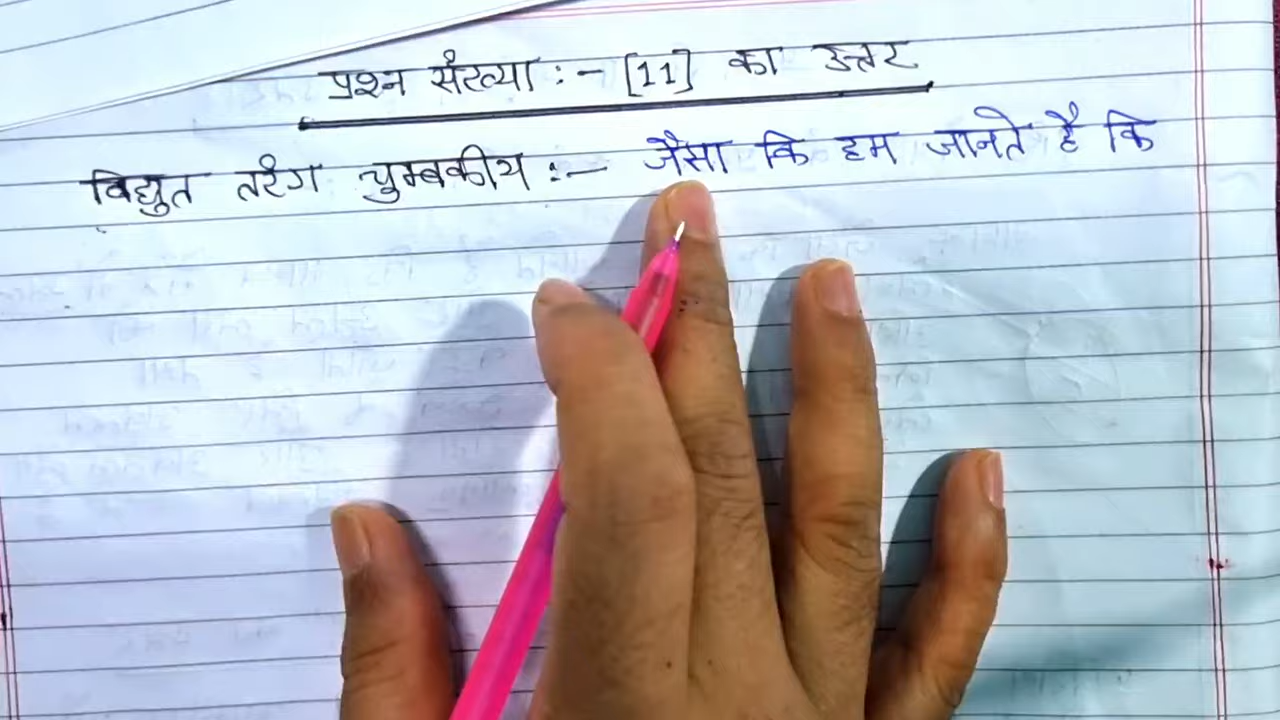 प्रश्न संख्या :- [11] का उत्तर
विद्युत तरंग चुम्बकीय :- जैसा कि हम जानते है कि